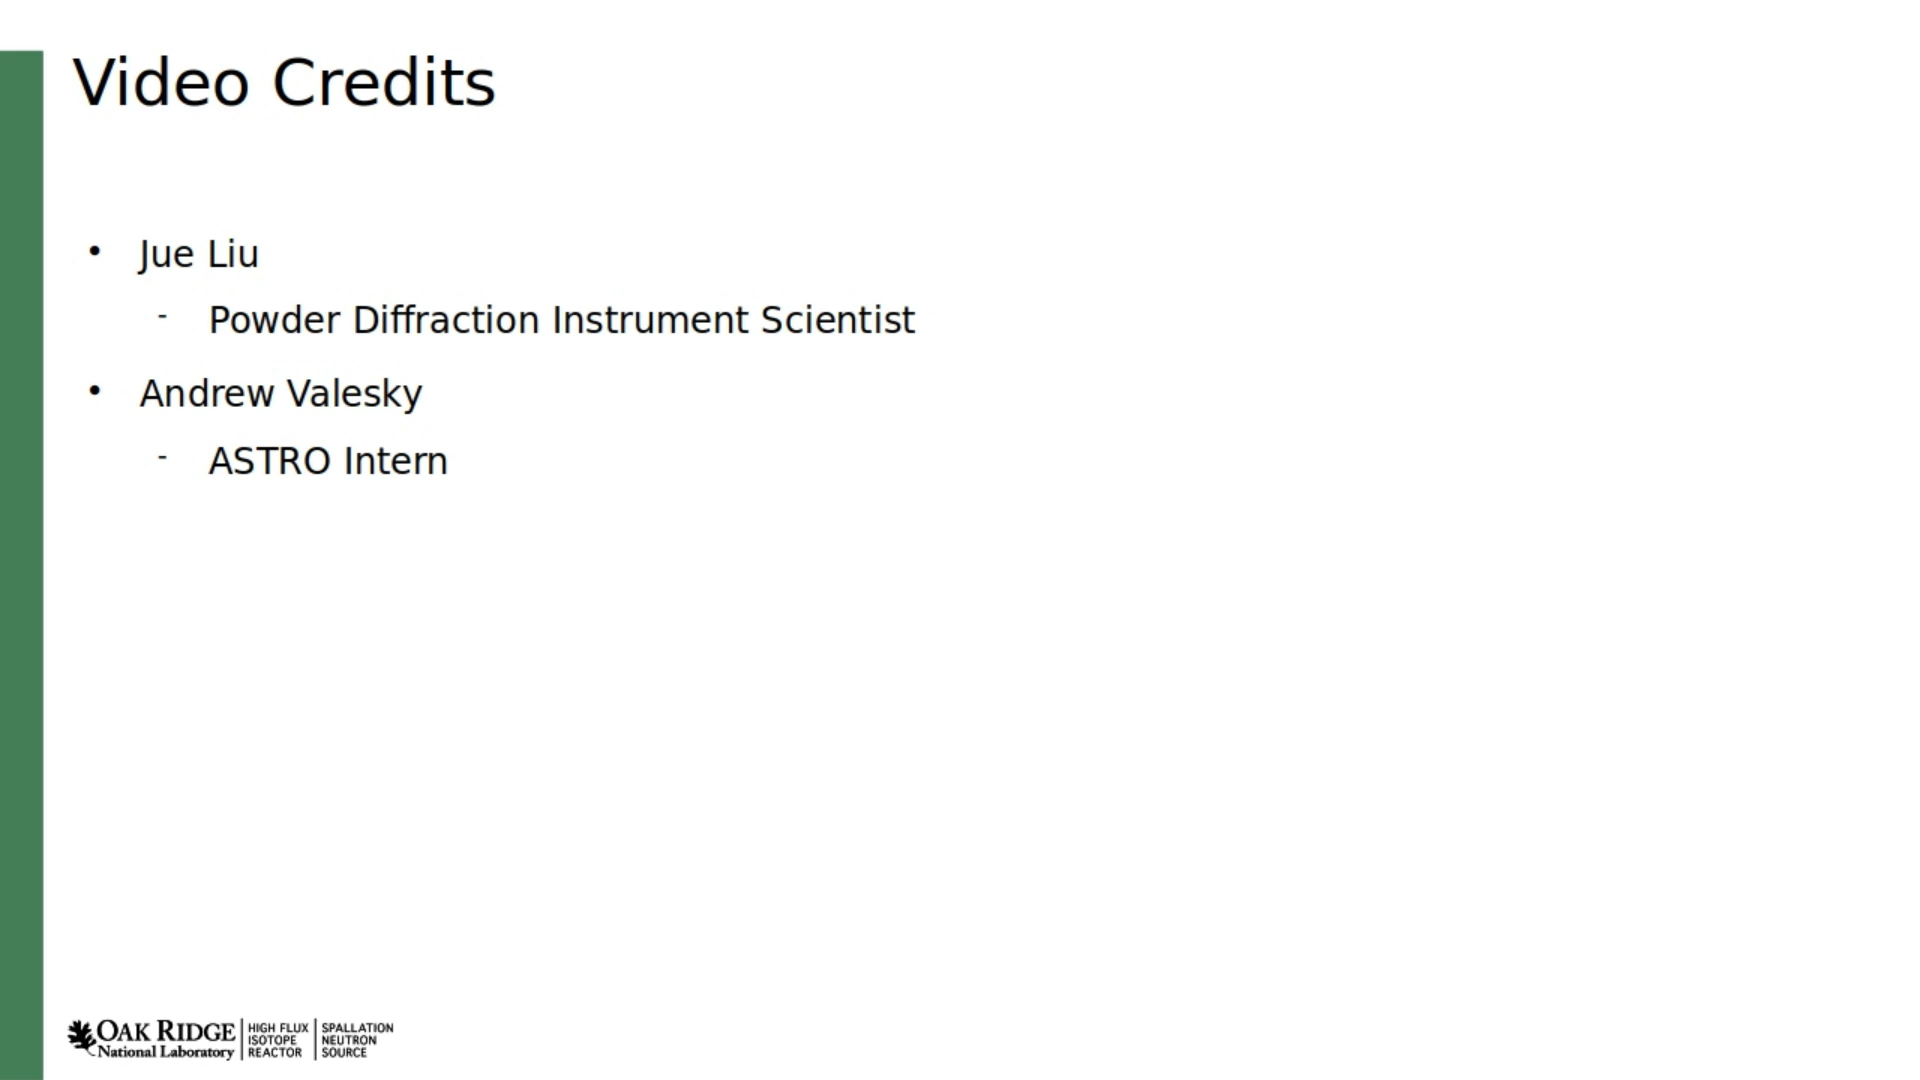 Video Credits
• Jue Liu
- Powder Diffraction Instrument Scientist
• Andrew Valesky
- ASTRO Intern
OAK RIDGE
National Laboratory
HIGH FLUX
ISOTOPE
REACTOR
SPALLATION
NEUTRON
SOURCE